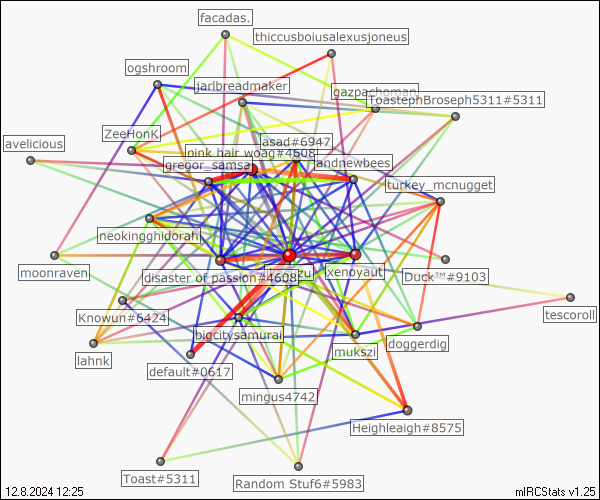 facadas.
thiccusboiusalexusjoneus
ogshroom
jarlbreadmaker
gazpachoman
ToastephBroseph5311#5311
ZeeHonK
asad#6947
avelicious
pink hair woag#4608
gregor_samsa
andnewbees
turkey_mcnugget
neokingghidorah
moonraven
disaster of passion#4608
zu
xenoyaut
Duck™#9103
Knowun#6424
tescoroll
bigcitysamurai
mukszi
doggerdig
lahnk
default#0617
mingus4742
Heighleaigh#8575
Toast#5311
Random Stuf6#5983
12.8.2024 12:25
mIRCStats v1.25